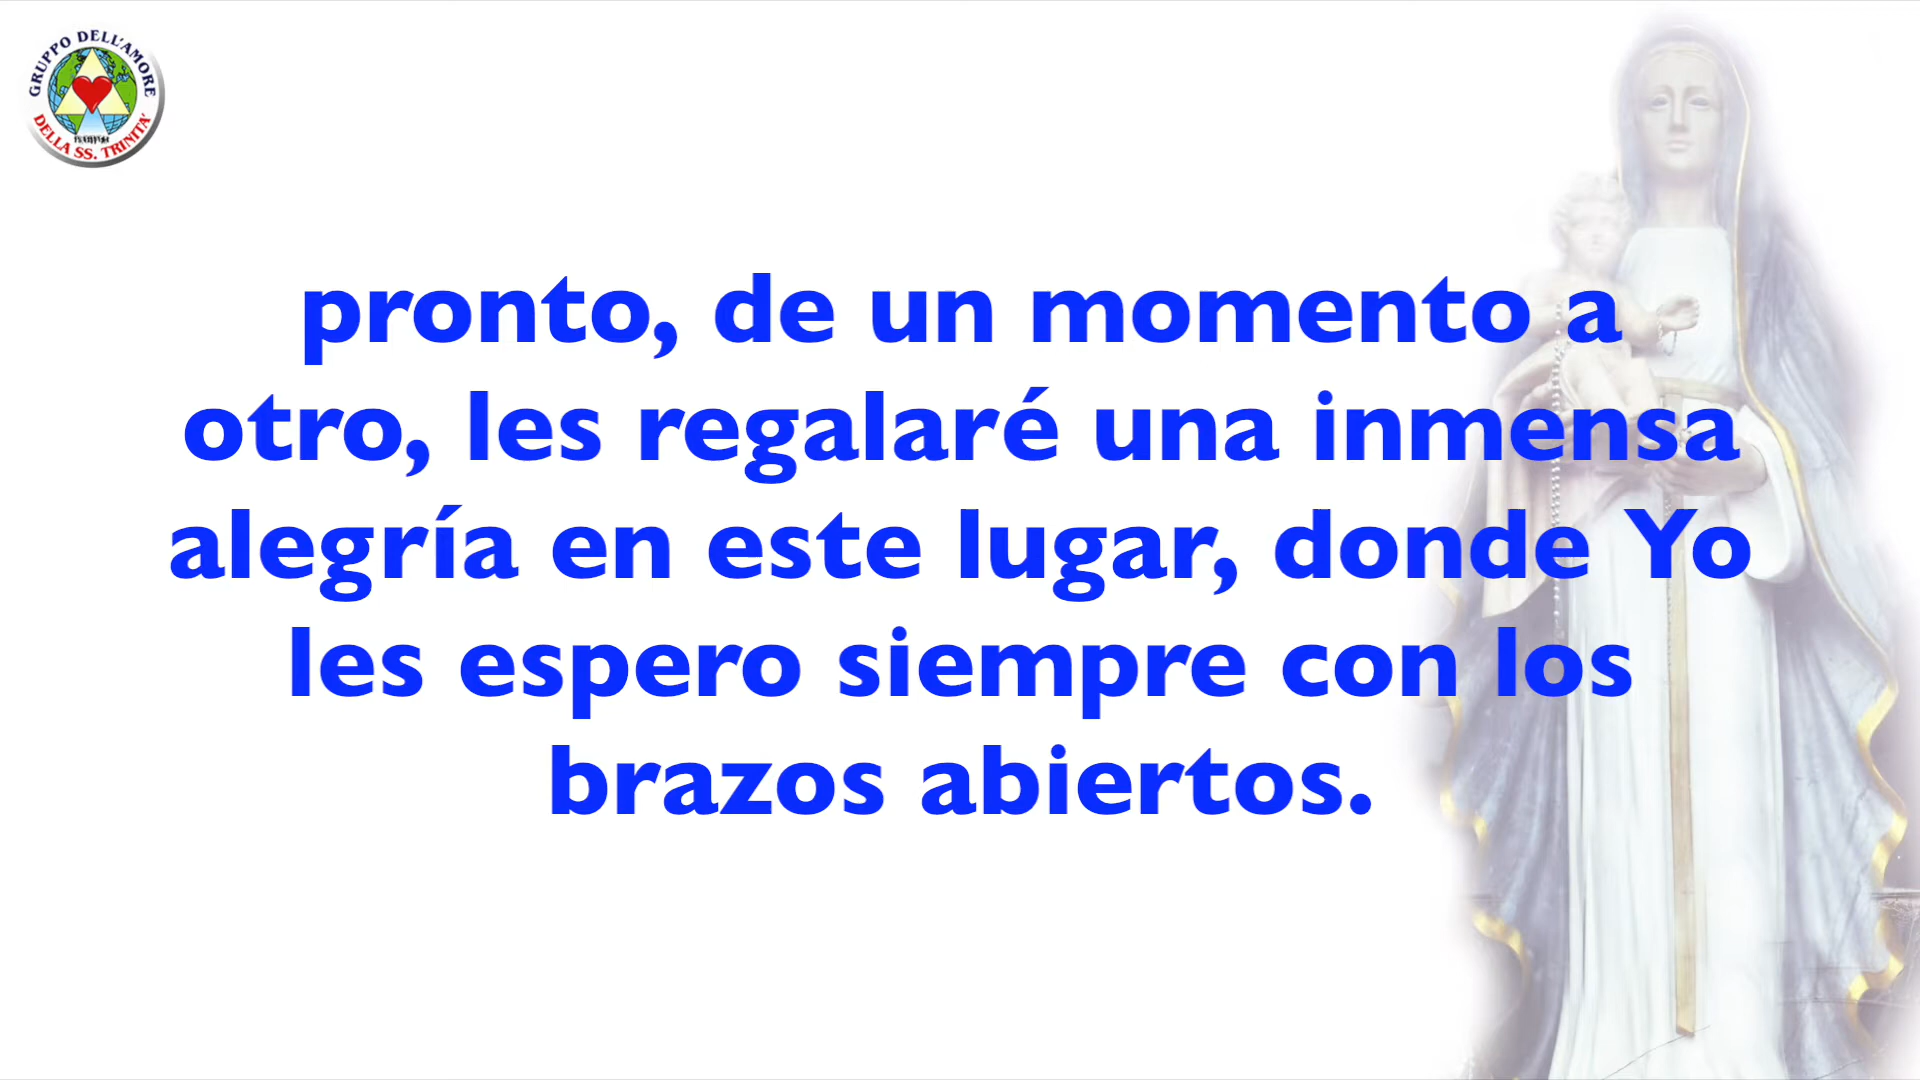 GRUPPO DELL'AMORE
DELLA SS. TRINITA'
pronto, de un momento a
otro, les regalaré una inmensa
alegría en este lugar, donde Yo
les espero siempre con los
brazos abiertos.